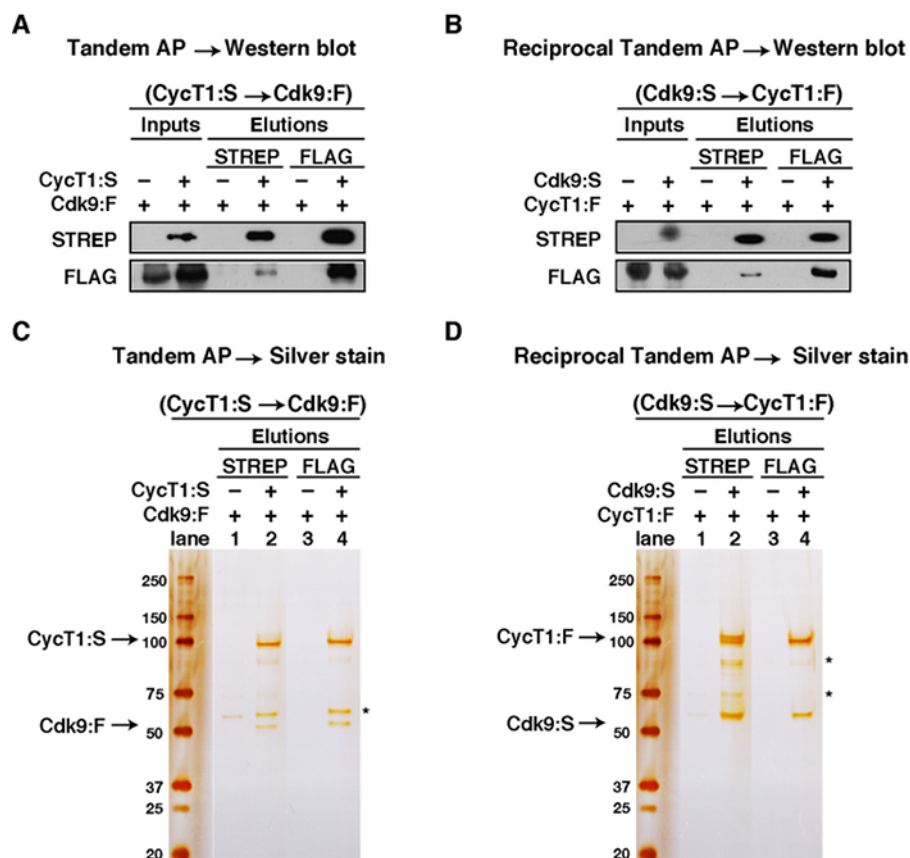 A
Tandem AP → Western blot
(CycT1:S → Cdk9:F)
Inputs Elutions
STREP FLAG
CycT1:S − + − + − +
Cdk9:F + + + + + +
STREP
FLAG
B
Reciprocal Tandem AP → Western blot
(Cdk9:S → CycT1:F)
Inputs Elutions
STREP FLAG
Cdk9:S − + − + − +
CycT1:F + + + + + +
STREP
FLAG
C
Tandem AP → Silver stain
(CycT1:S → Cdk9:F)
Elutions
STREP FLAG
CycT1:S − + − +
Cdk9:F + + + +
lane 1 2 3 4
250
150
CycT1:S → 100
75
*
Cdk9:F → 50
37
25
20
D
Reciprocal Tandem AP → Silver stain
(Cdk9:S → CycT1:F)
Elutions
STREP FLAG
Cdk9:S − + − +
CycT1:F + + + +
lane 1 2 3 4
250
150
CycT1:F → 100
*
75 *
Cdk9:S → 50
37
25
20